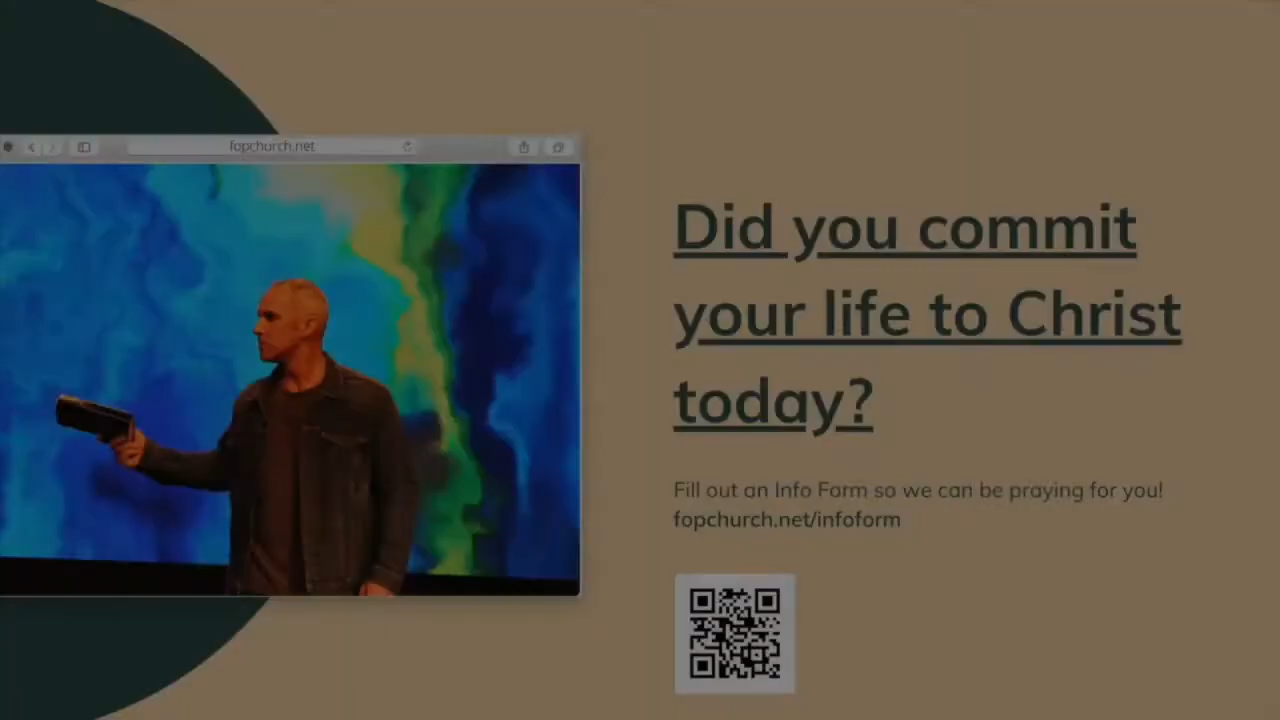 fopchurch.net
Did you commit
your life to Christ
today?
Fill out an Info Form so we can be praying for you!
fopchurch.net/infoform